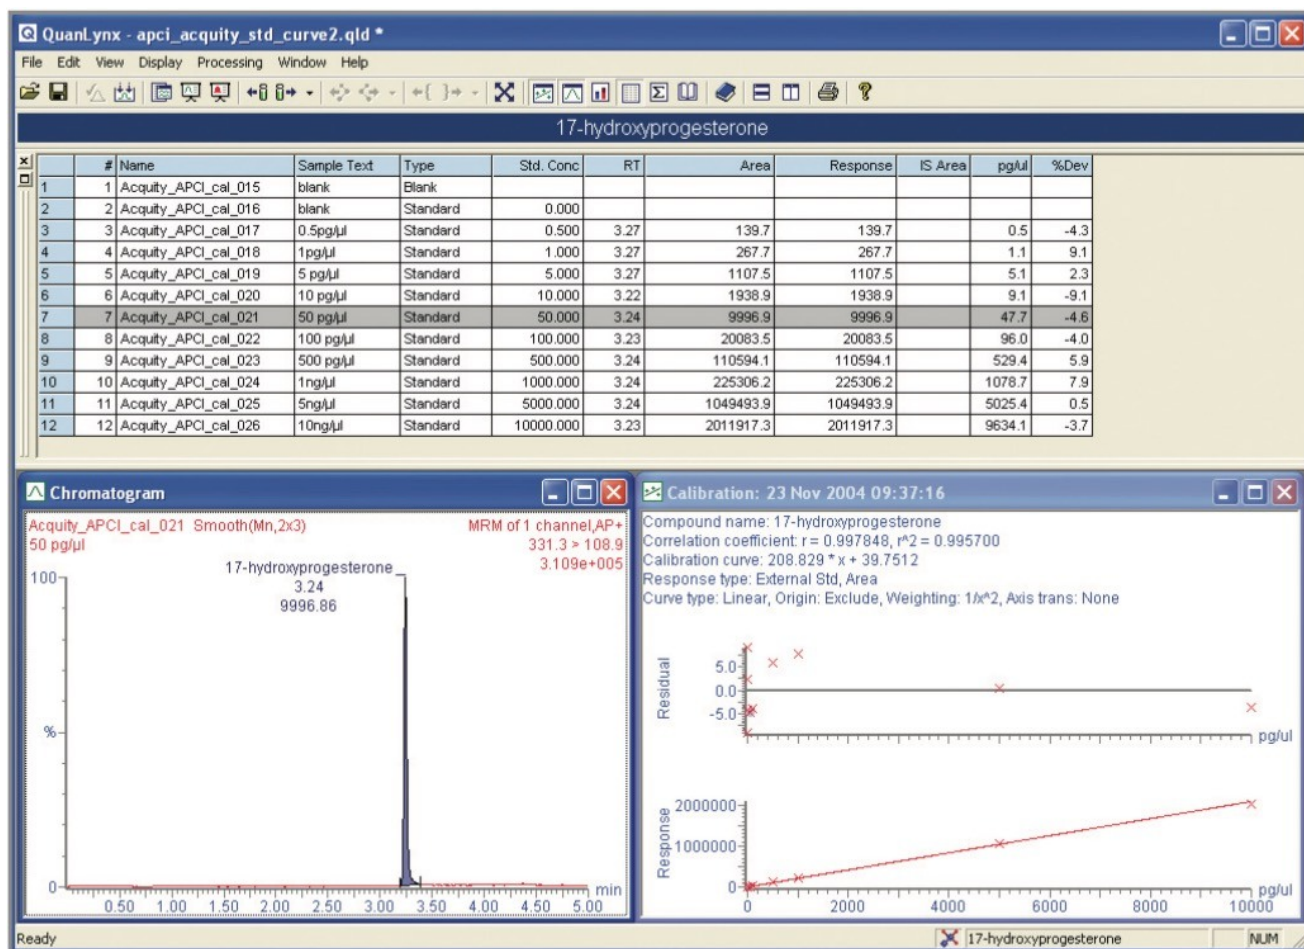 QuanLynx - apci_acquity_std_curve2.qld *
File Edit View Display Processing Window Help
17-hydroxyprogesterone
# Name Sample Text Type Std. Conc RT Area Response IS Area pg/ul %Dev
1 1 Acquity_APCI_cal_015 blank Blank
2 2 Acquity_APCI_cal_016 blank Standard 0.000
3 3 Acquity_APCI_cal_017 0.5pg/µl Standard 0.500 3.27 139.7 139.7 0.5 -4.3
4 4 Acquity_APCI_cal_018 1pg/µl Standard 1.000 3.27 267.7 267.7 1.1 9.1
5 5 Acquity_APCI_cal_019 5 pg/µl Standard 5.000 3.27 1107.5 1107.5 5.1 2.3
6 6 Acquity_APCI_cal_020 10 pg/µl Standard 10.000 3.22 1938.9 1938.9 9.1 -9.1
7 7 Acquity_APCI_cal_021 50 pg/µl Standard 50.000 3.24 9996.9 9996.9 47.7 -4.6
8 8 Acquity_APCI_cal_022 100 pg/µl Standard 100.000 3.23 20083.5 20083.5 96.0 -4.0
9 9 Acquity_APCI_cal_023 500 pg/µl Standard 500.000 3.24 110594.1 110594.1 529.4 5.9
10 10 Acquity_APCI_cal_024 1ng/µl Standard 1000.000 3.24 225306.2 225306.2 1078.7 7.9
11 11 Acquity_APCI_cal_025 5ng/µl Standard 5000.000 3.24 1049493.9 1049493.9 5025.4 0.5
12 12 Acquity_APCI_cal_026 10ng/µl Standard 10000.000 3.23 2011917.3 2011917.3 9634.1 -3.7
Chromatogram
Acquity_APCI_cal_021 Smooth(Mn,2x3) MRM of 1 channel,AP+
50 pg/µl 331.3 > 108.9
3.109e+005
17-hydroxyprogesterone
3.24
9996.86
100
%
0
min
0.50 1.00 1.50 2.00 2.50 3.00 3.50 4.00 4.50 5.00
Calibration: 23 Nov 2004 09:37:16
Compound name: 17-hydroxyprogesterone
Correlation coefficient: r = 0.997848, r^2 = 0.995700
Calibration curve: 208.829 * x + 39.7512
Response type: External Std, Area
Curve type: Linear, Origin: Exclude, Weighting: 1/x^2, Axis trans: None
Residual
5.0
0.0
-5.0
pg/ul
Response
2000000
1000000
0
pg/ul
0 2000 4000 6000 8000 10000
Ready 17-hydroxyprogesterone NUM